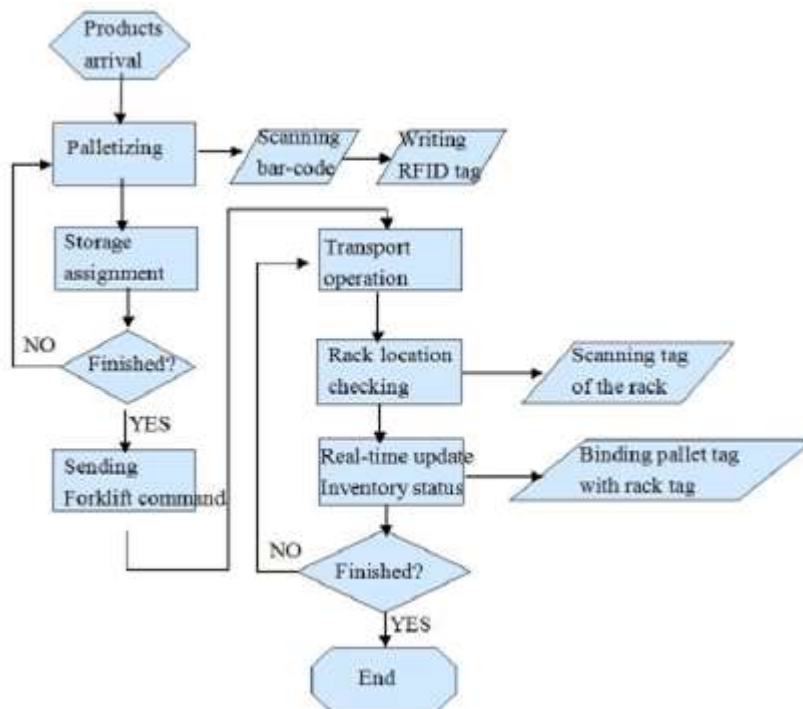 Products
arrival
Palletizing
Scanning
bar-code
Writing
RFID tag
Storage
assignment
NO
Finished?
YES
Sending
Forklift command
Transport
operation
Rack location
checking
Scanning tag
of the rack
Real-time update
Inventory status
Binding pallet tag
with rack tag
NO
Finished?
YES
End